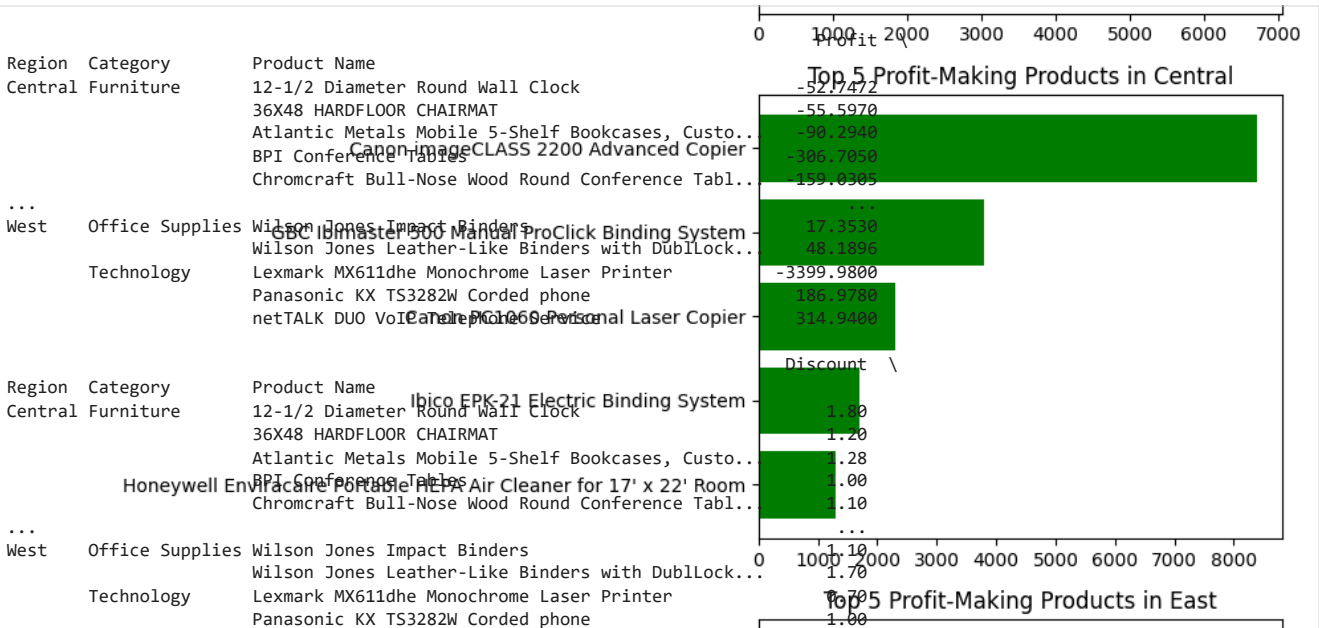 0 1000 2000 3000 4000 5000 6000 7000
Profit \
Region Category Product Name
Top 5 Profit-Making Products in Central
Central Furniture 12-1/2 Diameter Round Wall Clock -52.7472
36X48 HARDFLOOR CHAIRMAT -55.5970
Atlantic Metals Mobile 5-Shelf Bookcases, Custo... -90.2940
Canon imageCLASS 2200 Advanced Copier
BPI Conference Tables -306.7050
Chromcraft Bull-Nose Wood Round Conference Tabl... -159.0305
... ...
West Office Supplies Wilson Jones Impact Binders 17.3530
GBC Ibimaster 500 Manual ProClick Binding System
Wilson Jones Leather-Like Binders with DublLock... 48.1896
Technology Lexmark MX611dhe Monochrome Laser Printer -3399.9800
Panasonic KX TS3282W Corded phone 186.9780
netTALK DUO VoIP Telephone Service 314.9400
Canon PC1060 Personal Laser Copier
Discount \
Region Category Product Name
Ibico EPK-21 Electric Binding System
Central Furniture 12-1/2 Diameter Round Wall Clock 1.80
36X48 HARDFLOOR CHAIRMAT 1.20
Atlantic Metals Mobile 5-Shelf Bookcases, Custo... 1.28
BPI Conference Tables 1.00
Honeywell Enviracaire Portable HEPA Air Cleaner for 17' x 22' Room
Chromcraft Bull-Nose Wood Round Conference Tabl... 1.10
... ...
West Office Supplies Wilson Jones Impact Binders 1.10
0 1000 2000 3000 4000 5000 6000 7000 8000
Wilson Jones Leather-Like Binders with DublLock... 1.70
Technology Lexmark MX611dhe Monochrome Laser Printer 0.70
Top 5 Profit-Making Products in East
Panasonic KX TS3282W Corded phone 1.00